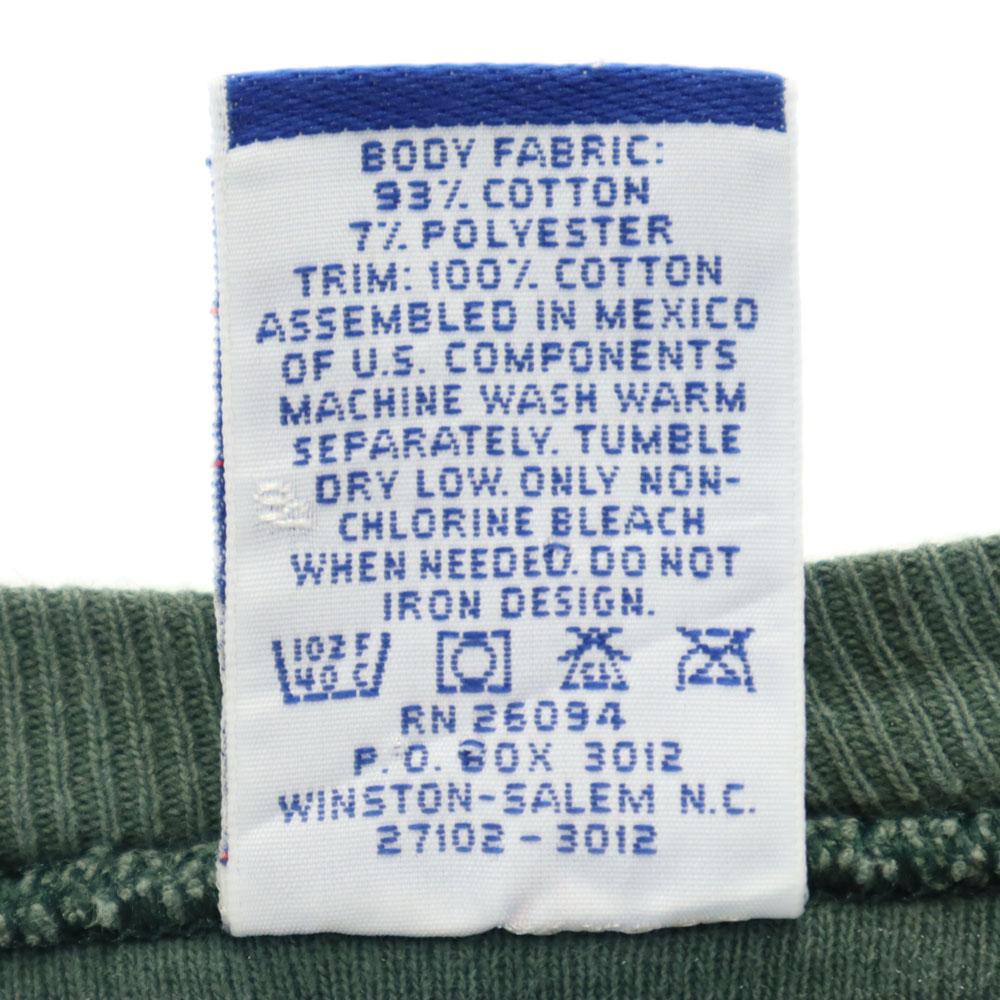 BODY FABRIC:
93% COTTON
7% POLYESTER
TRIM: 100% COTTON
ASSEMBLED IN MEXICO
OF U.S. COMPONENTS
MACHINE WASH WARM
SEPARATELY. TUMBLE
DRY LOW. ONLY NON-
CHLORINE BLEACH
WHEN NEEDED. DO NOT
IRON DESIGN.
102 F
40 C
CL
RN 26094
P.O. BOX 3012
WINSTON-SALEM N.C.
27102-3012